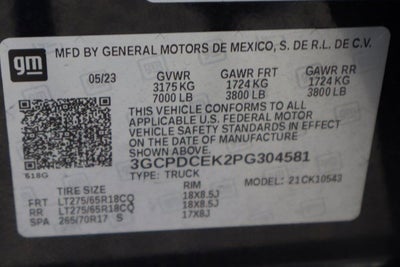 gm
MFD BY GENERAL MOTORS DE MEXICO, S. DE R.L. DE C.V.
05/23 GVWR GAWR FRT GAWR RR
3175 KG 1724 KG 1724 KG
7000 LB 3800 LB 3800 LB
THIS VEHICLE CONFORMS TO ALL
APPLICABLE U.S. FEDERAL MOTOR
VEHICLE SAFETY STANDARDS IN EFFECT
ON THE DATE OF MANUFACTURE
SHOWN ABOVE.
3GCPDCEK2PG304581
618G TYPE: TRUCK MODEL: 21CK10543
TIRE SIZE RIM
FRT LT275/65R18CQ 18X8.5J
RR LT275/65R18CQ 18X8.5J
SPA 265/70R17 S 17X8J